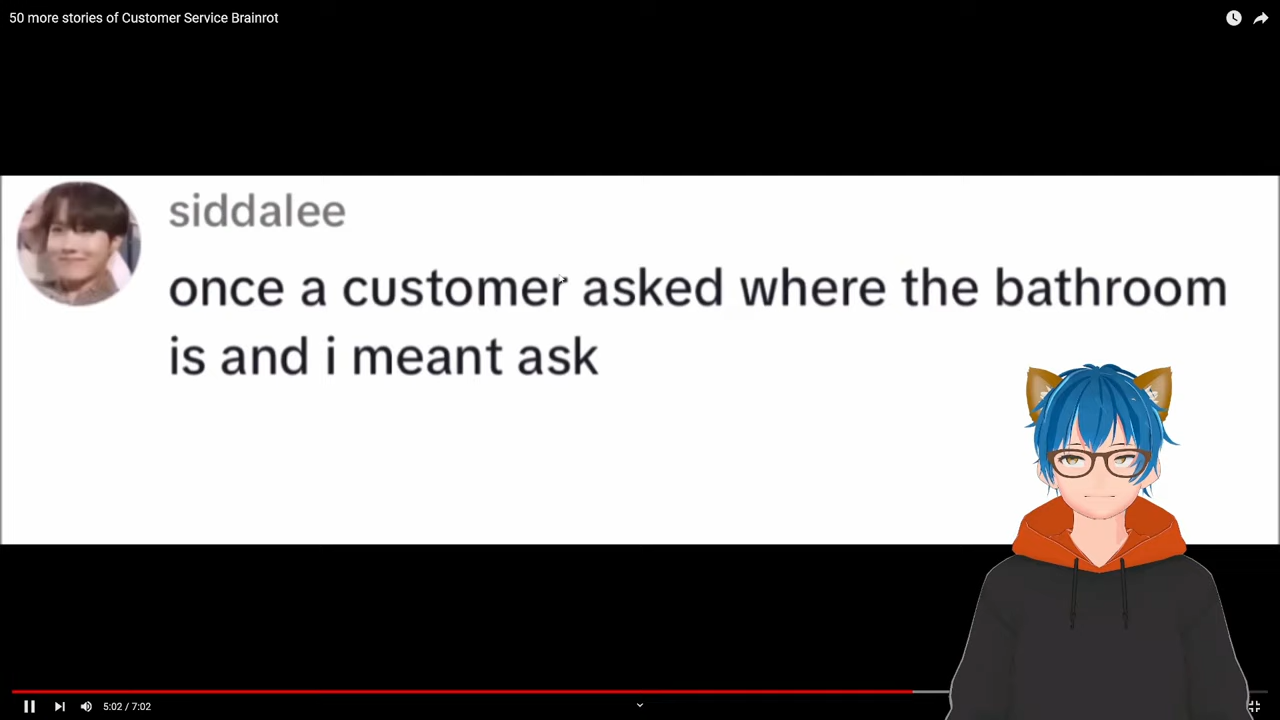 50 more stories of Customer Service Brainrot
siddalee
once a customer asked where the bathroom
is and i meant ask
5:02 / 7:02